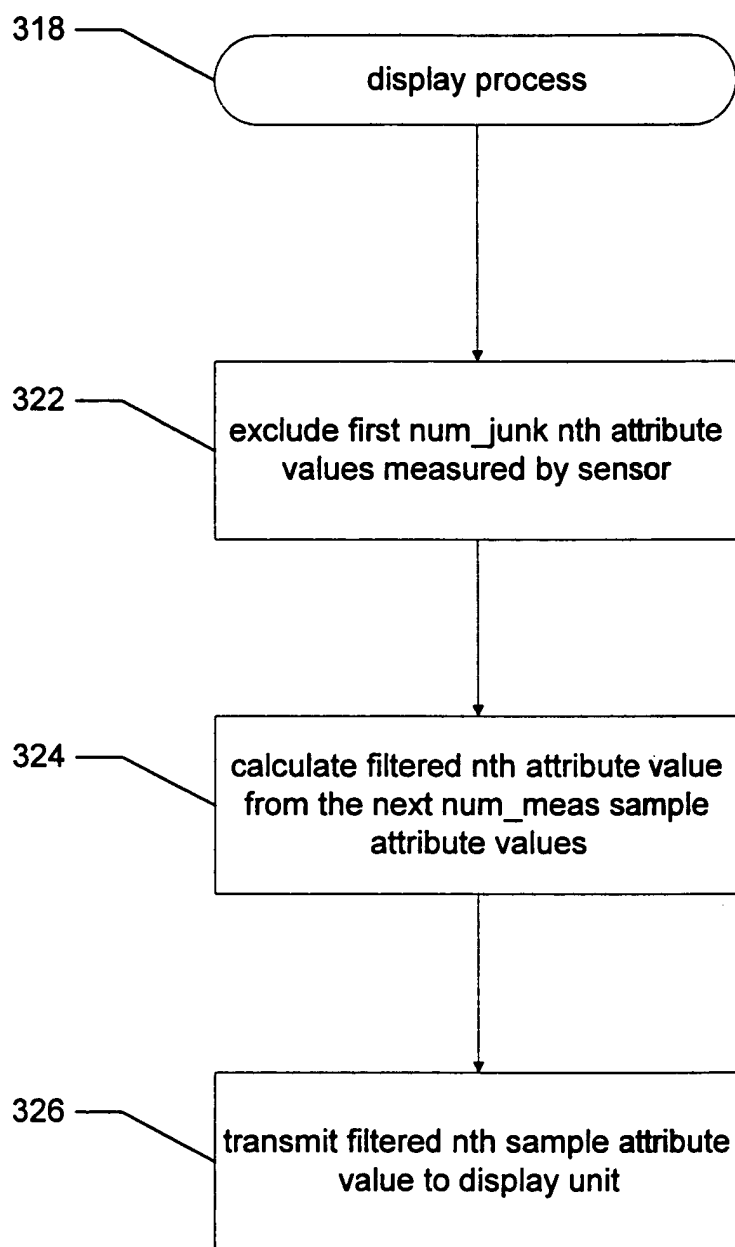 318
display process
322
exclude first num_junk nth attribute
values measured by sensor
324
calculate filtered nth attribute value
from the next num_meas sample
attribute values
326
transmit filtered nth sample attribute
value to display unit